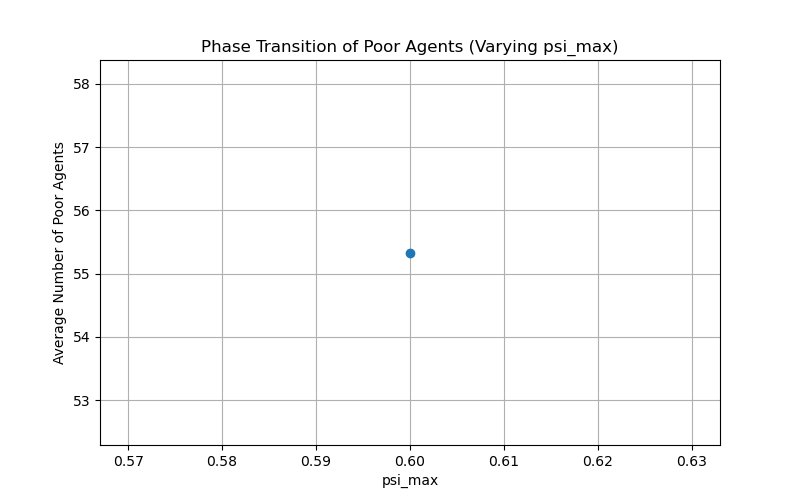 Phase Transition of Poor Agents (Varying psi_max)
Average Number of Poor Agents
58
57
56
55
54
53
0.57 0.58 0.59 0.60 0.61 0.62 0.63
psi_max